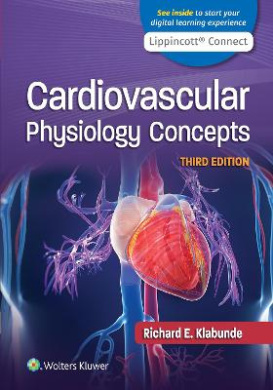 See inside to start your
digital learning experience
Lippincott® Connect
Cardiovascular
Physiology Concepts
THIRD EDITION
Richard E. Klabunde
Wolters Kluwer